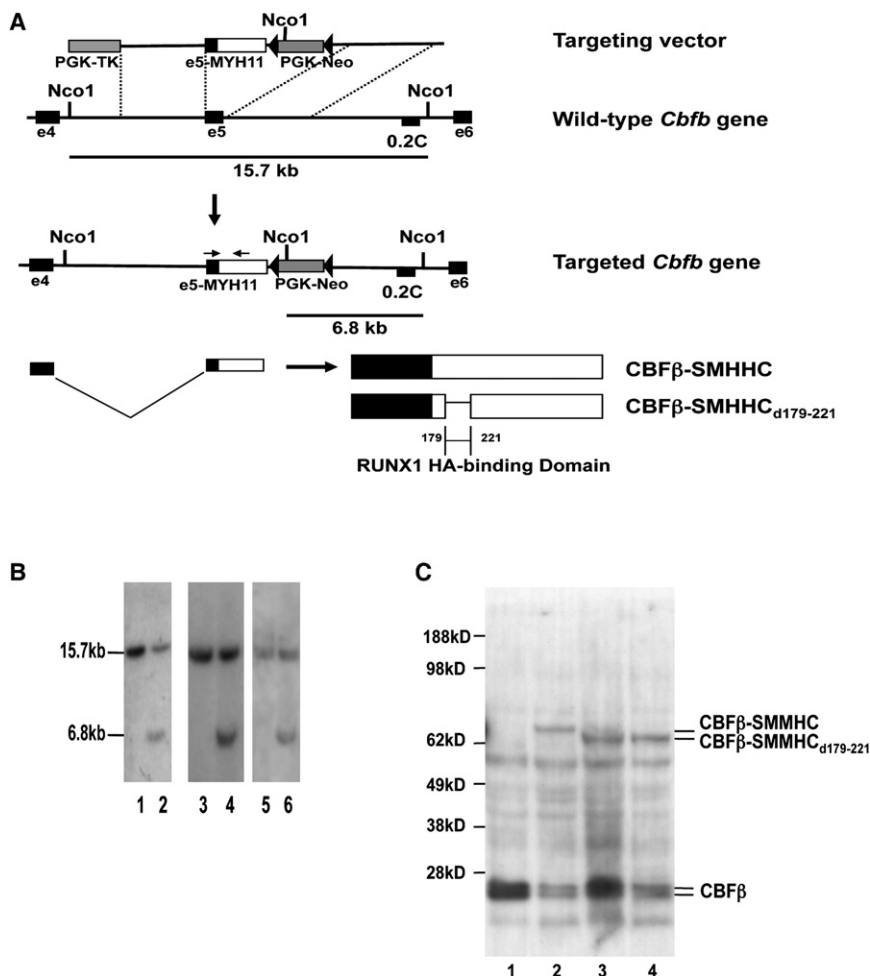 A
Nco1
Targeting vector
PGK-TK
e5-MYH11
PGK-Neo
Nco1
Nco1
Wild-type Cbfb gene
e4
e5
0.2C
e6
15.7 kb
Nco1
Nco1
Nco1
Targeted Cbfb gene
e4
e5-MYH11
PGK-Neo
0.2C
e6
6.8 kb
CBFβ-SMHHC
CBFβ-SMHHCd179-221
179 221
RUNX1 HA-binding Domain
B
15.7kb
6.8kb
1 2 3 4 5 6
C
188kD
98kD
CBFβ-SMMHC
62kD
CBFβ-SMMHCd179-221
49kD
38kD
28kD
CBFβ
1 2 3 4